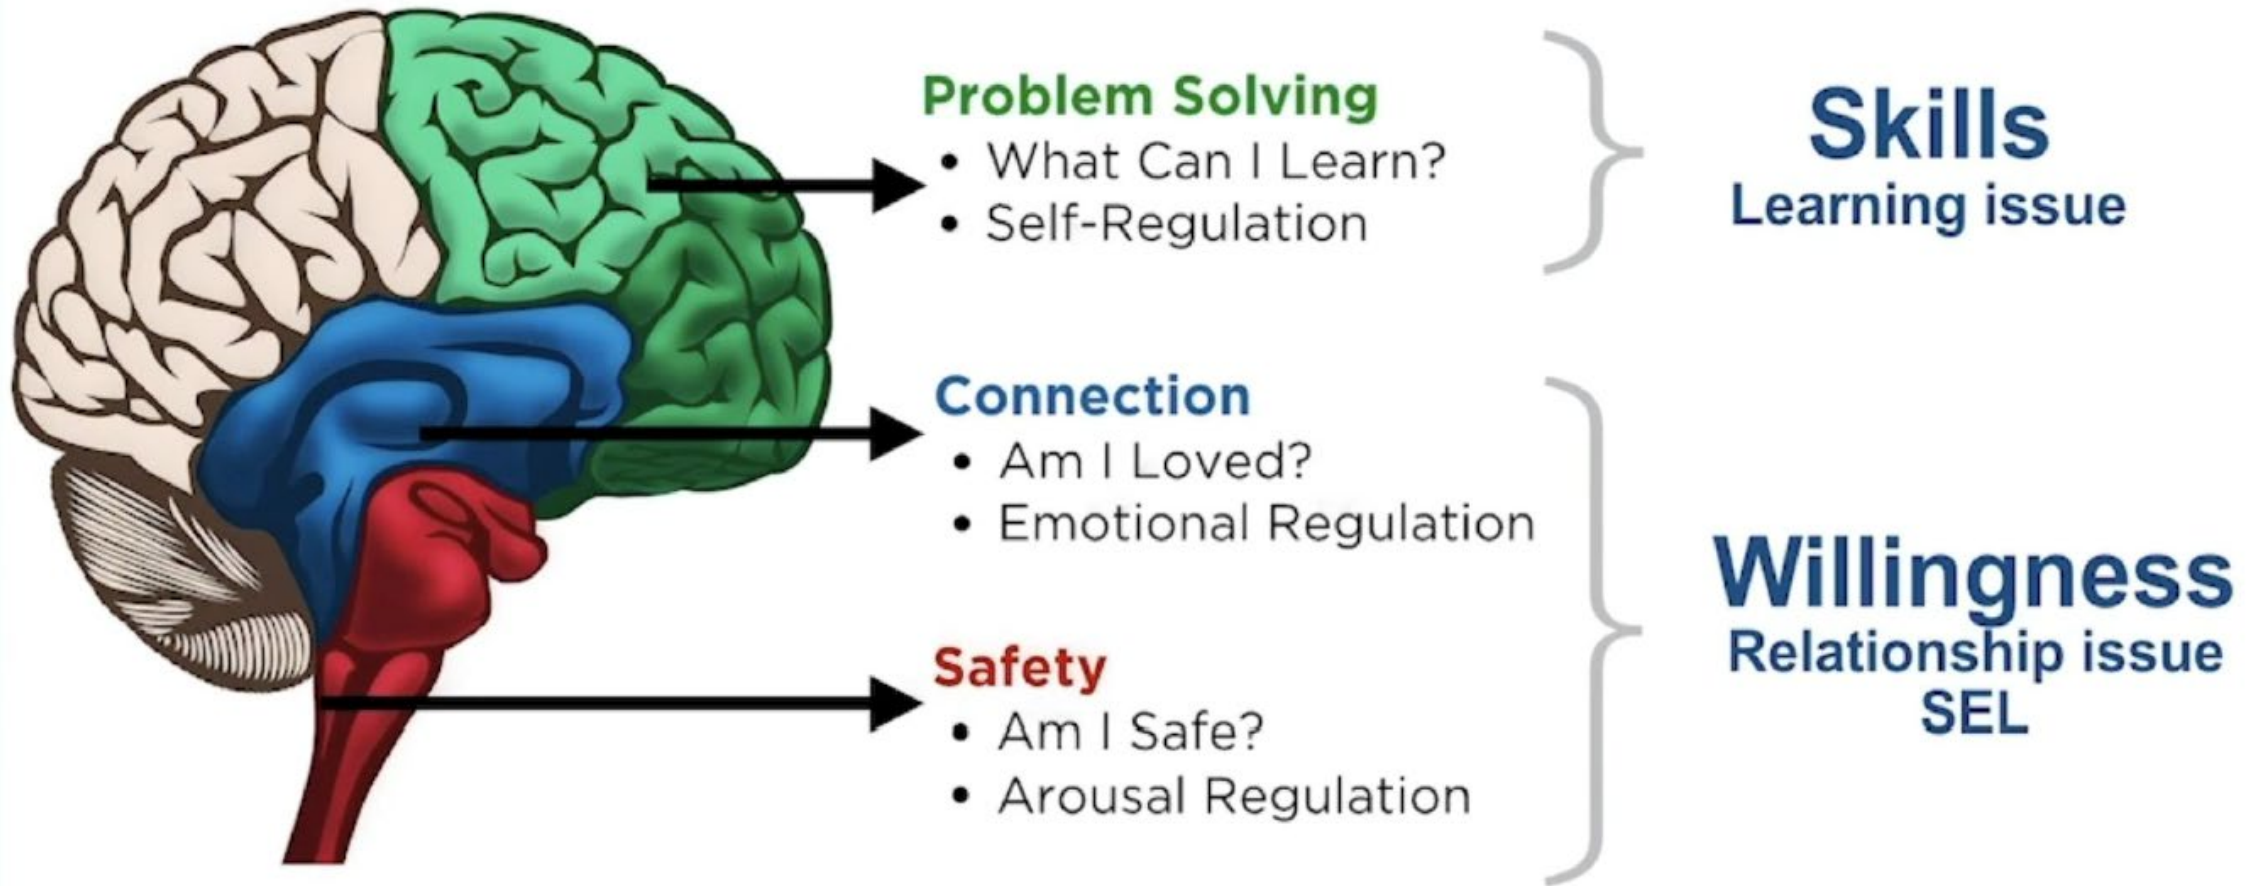 Problem Solving
• What Can I Learn?
• Self-Regulation
Skills
Learning issue
Connection
• Am I Loved?
• Emotional Regulation
Safety
• Am I Safe?
• Arousal Regulation
Willingness
Relationship issue
SEL